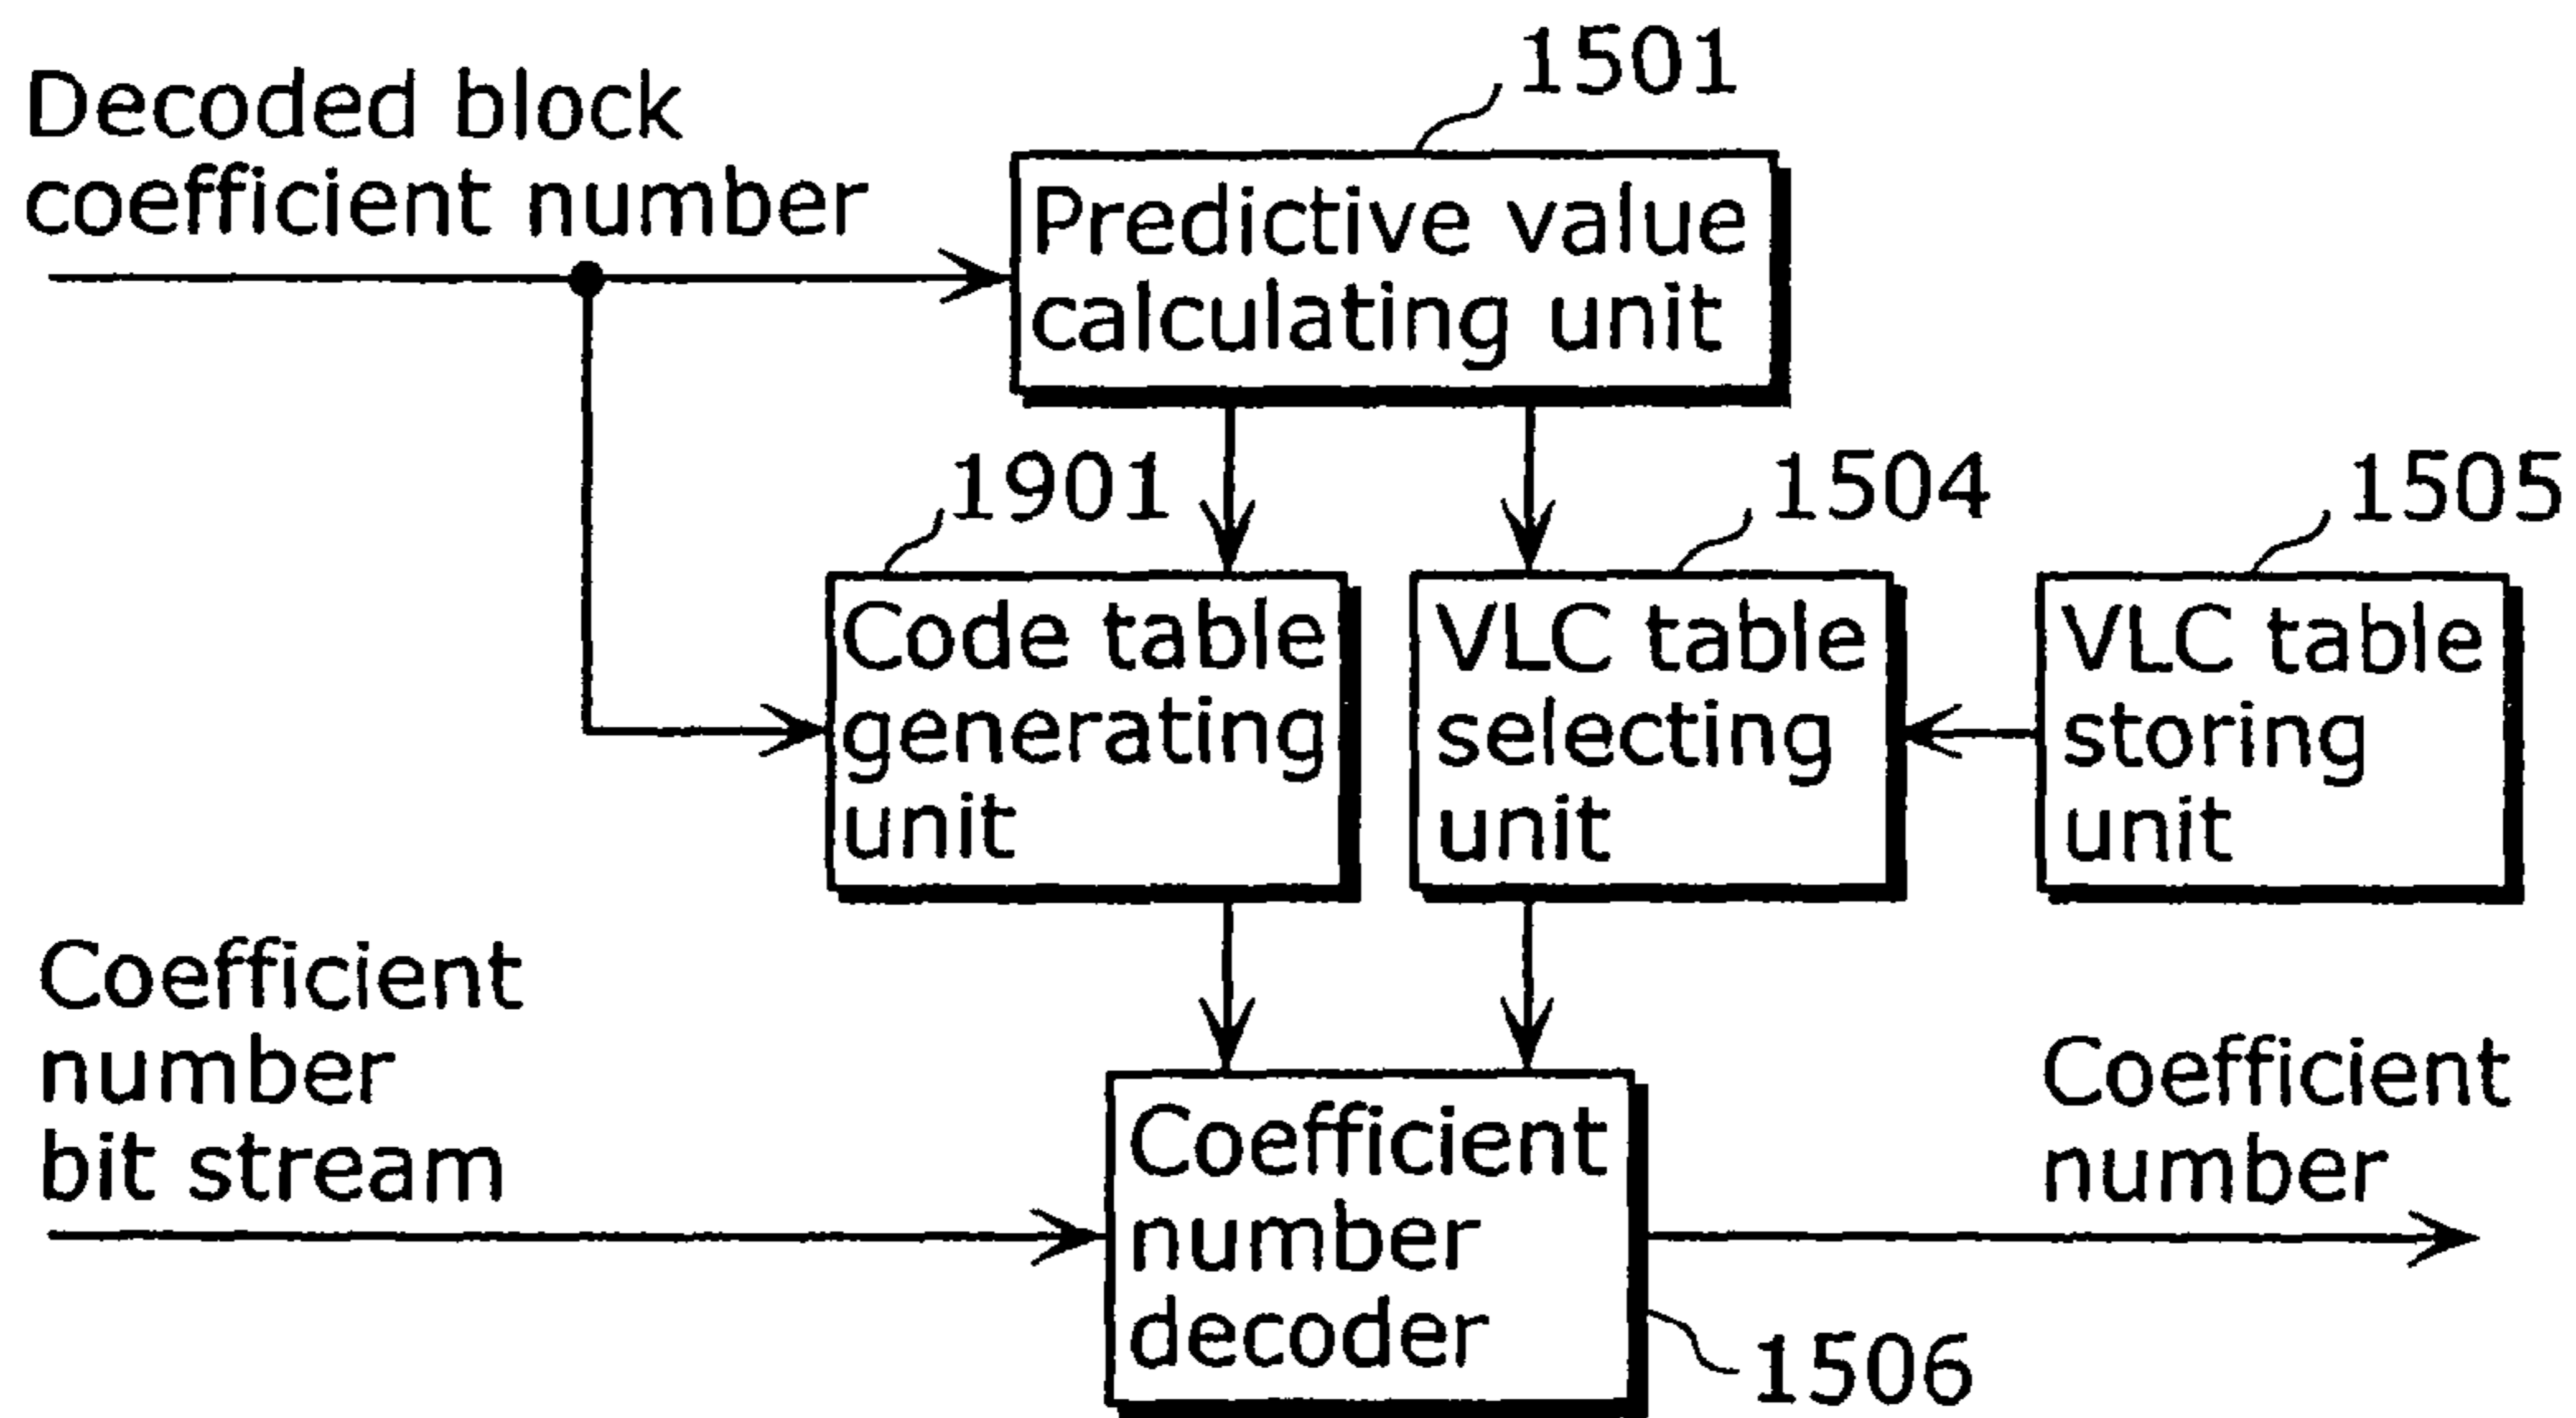 1501
Decoded block
coefficient number
Predictive value
calculating unit
1901
1504
1505
Code table
generating
unit
VLC table
selecting
unit
VLC table
storing
unit
Coefficient
number
bit stream
Coefficient
number
decoder
Coefficient
number
1506